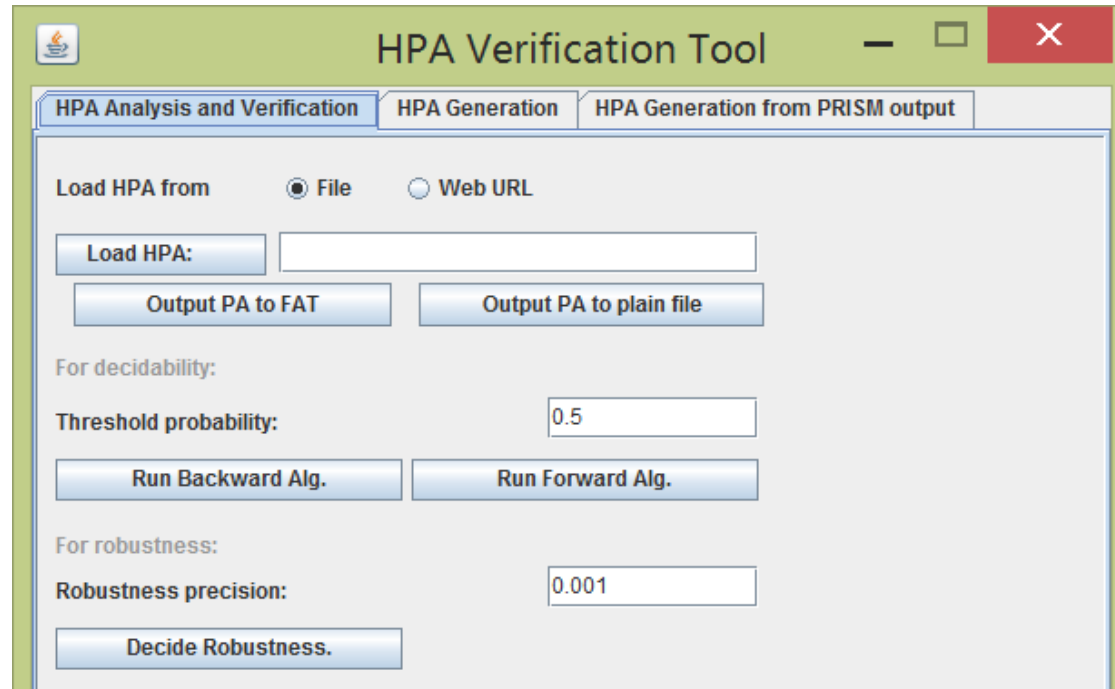 HPA Verification Tool
HPA Analysis and Verification HPA Generation HPA Generation from PRISM output
Load HPA from File Web URL
Load HPA:
Output PA to FAT Output PA to plain file
For decidability:
Threshold probability: 0.5
Run Backward Alg. Run Forward Alg.
For robustness:
Robustness precision: 0.001
Decide Robustness.